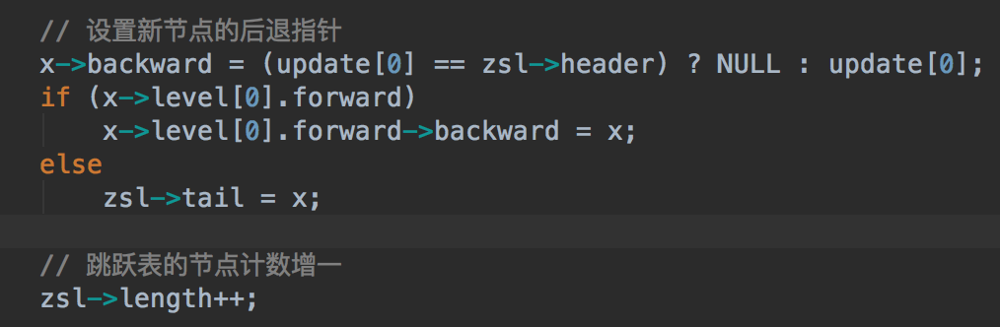 // 设置新节点的后退指针
x->backward = (update[0] == zsl->header) ? NULL : update[0];
if (x->level[0].forward)
    x->level[0].forward->backward = x;
else
    zsl->tail = x;
// 跳跃表的节点计数增一
zsl->length++;